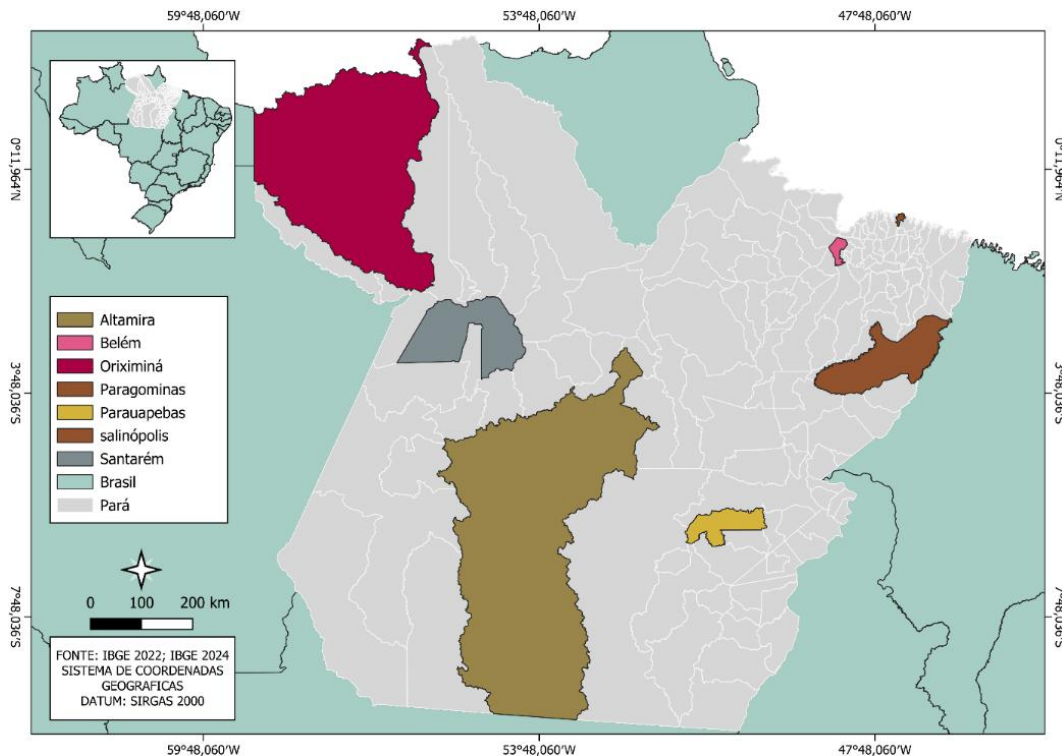 59°48,060'W 53°48,060'W 47°48,060'W
0°11,964'N 0°11,964'N
Altamira
Belém
Oriximiná
Paragominas
Parauapebas
salinópolis
Santarém
Brasil
Pará
3°48,036'S 3°48,036'S
0 100 200 km
7°48,036'S 7°48,036'S
FONTE: IBGE 2022; IBGE 2024
SISTEMA DE COORDENADAS
GEOGRAFICAS
DATUM: SIRGAS 2000
59°48,060'W 53°48,060'W 47°48,060'W